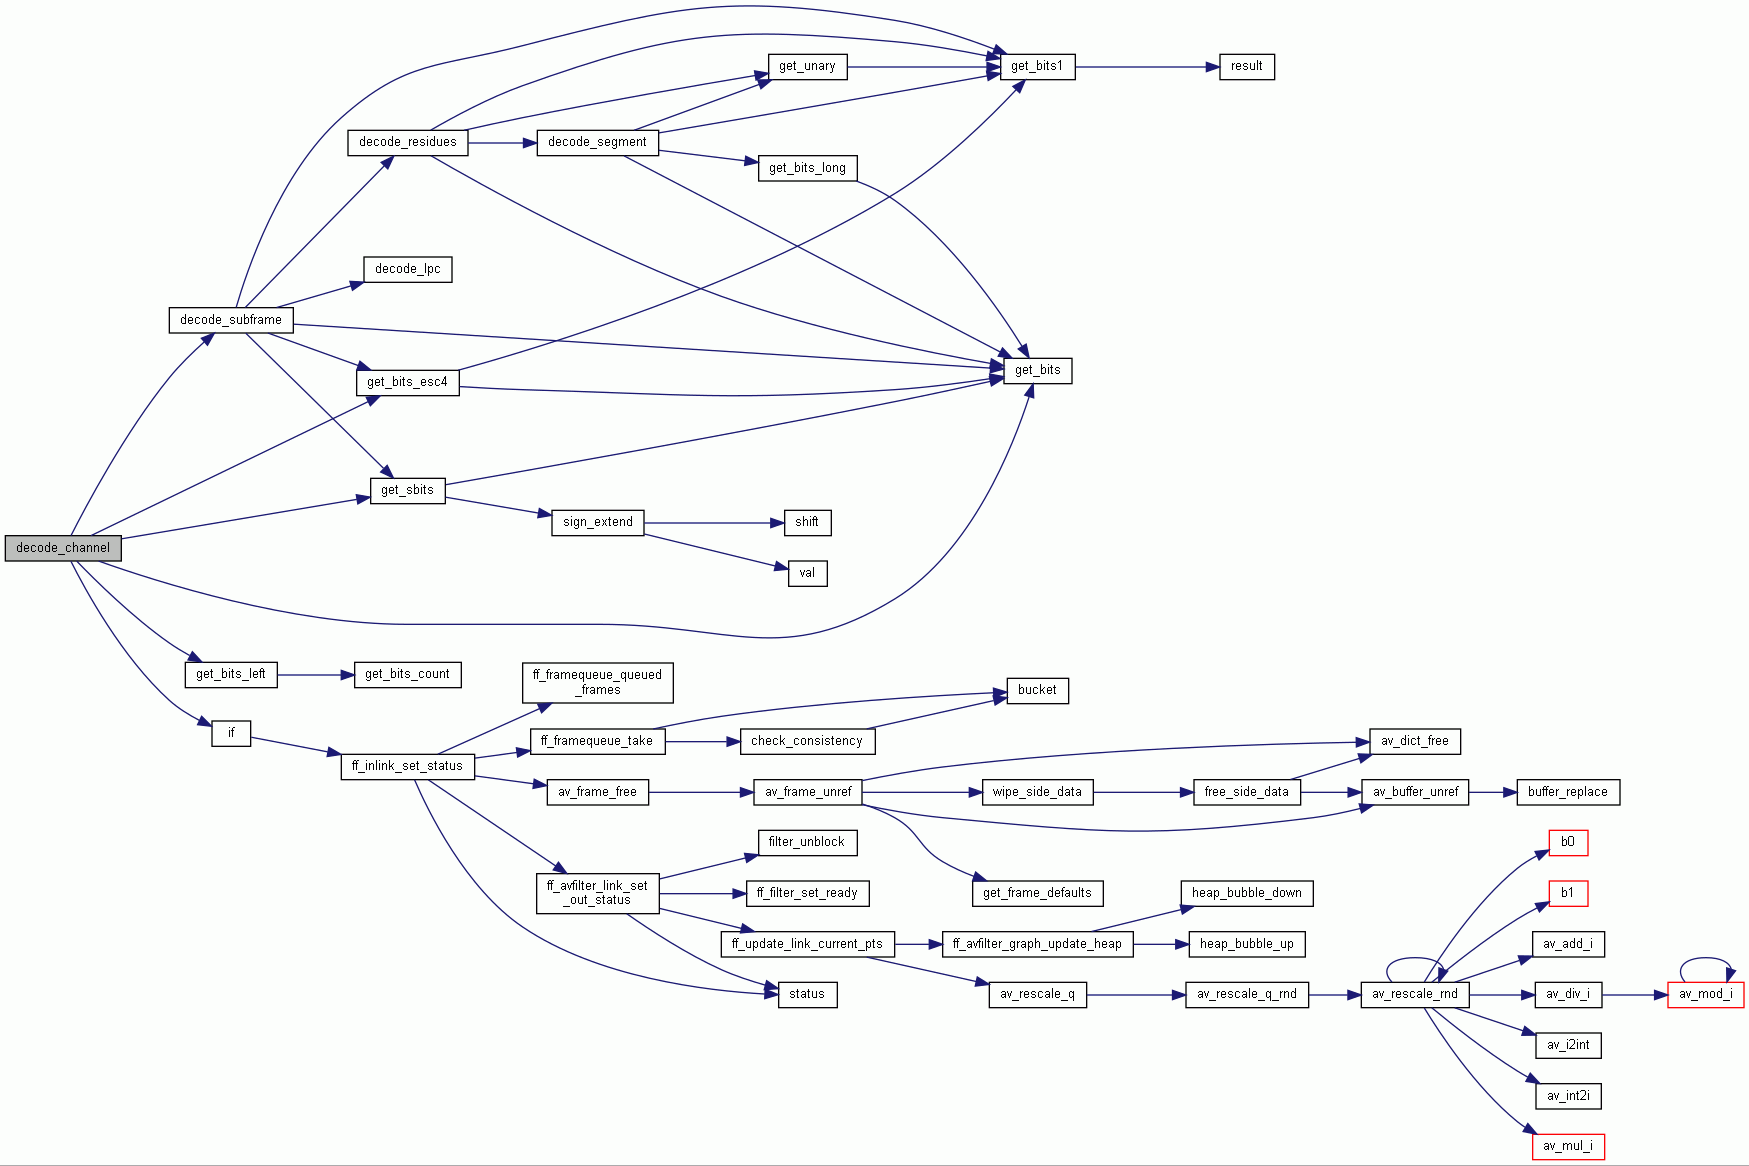 get_unary
get_bits1
result
decode_residues
decode_segment
get_bits_long
decode_lpc
decode_subframe
get_bits_esc4
get_bits
get_sbits
sign_extend
shift
decode_channel
val
get_bits_left
get_bits_count
ff_framequeue_queued
_frames
bucket
if
ff_framequeue_take
check_consistency
av_dict_free
ff_inlink_set_status
av_frame_free
av_frame_unref
wipe_side_data
free_side_data
av_buffer_unref
buffer_replace
filter_unblock
b0
ff_avfilter_link_set
_out_status
ff_filter_set_ready
get_frame_defaults
heap_bubble_down
b1
ff_update_link_current_pts
ff_avfilter_graph_update_heap
heap_bubble_up
av_add_i
status
av_rescale_q
av_rescale_q_rnd
av_rescale_rnd
av_div_i
av_mod_i
av_i2int
av_int2i
av_mul_i